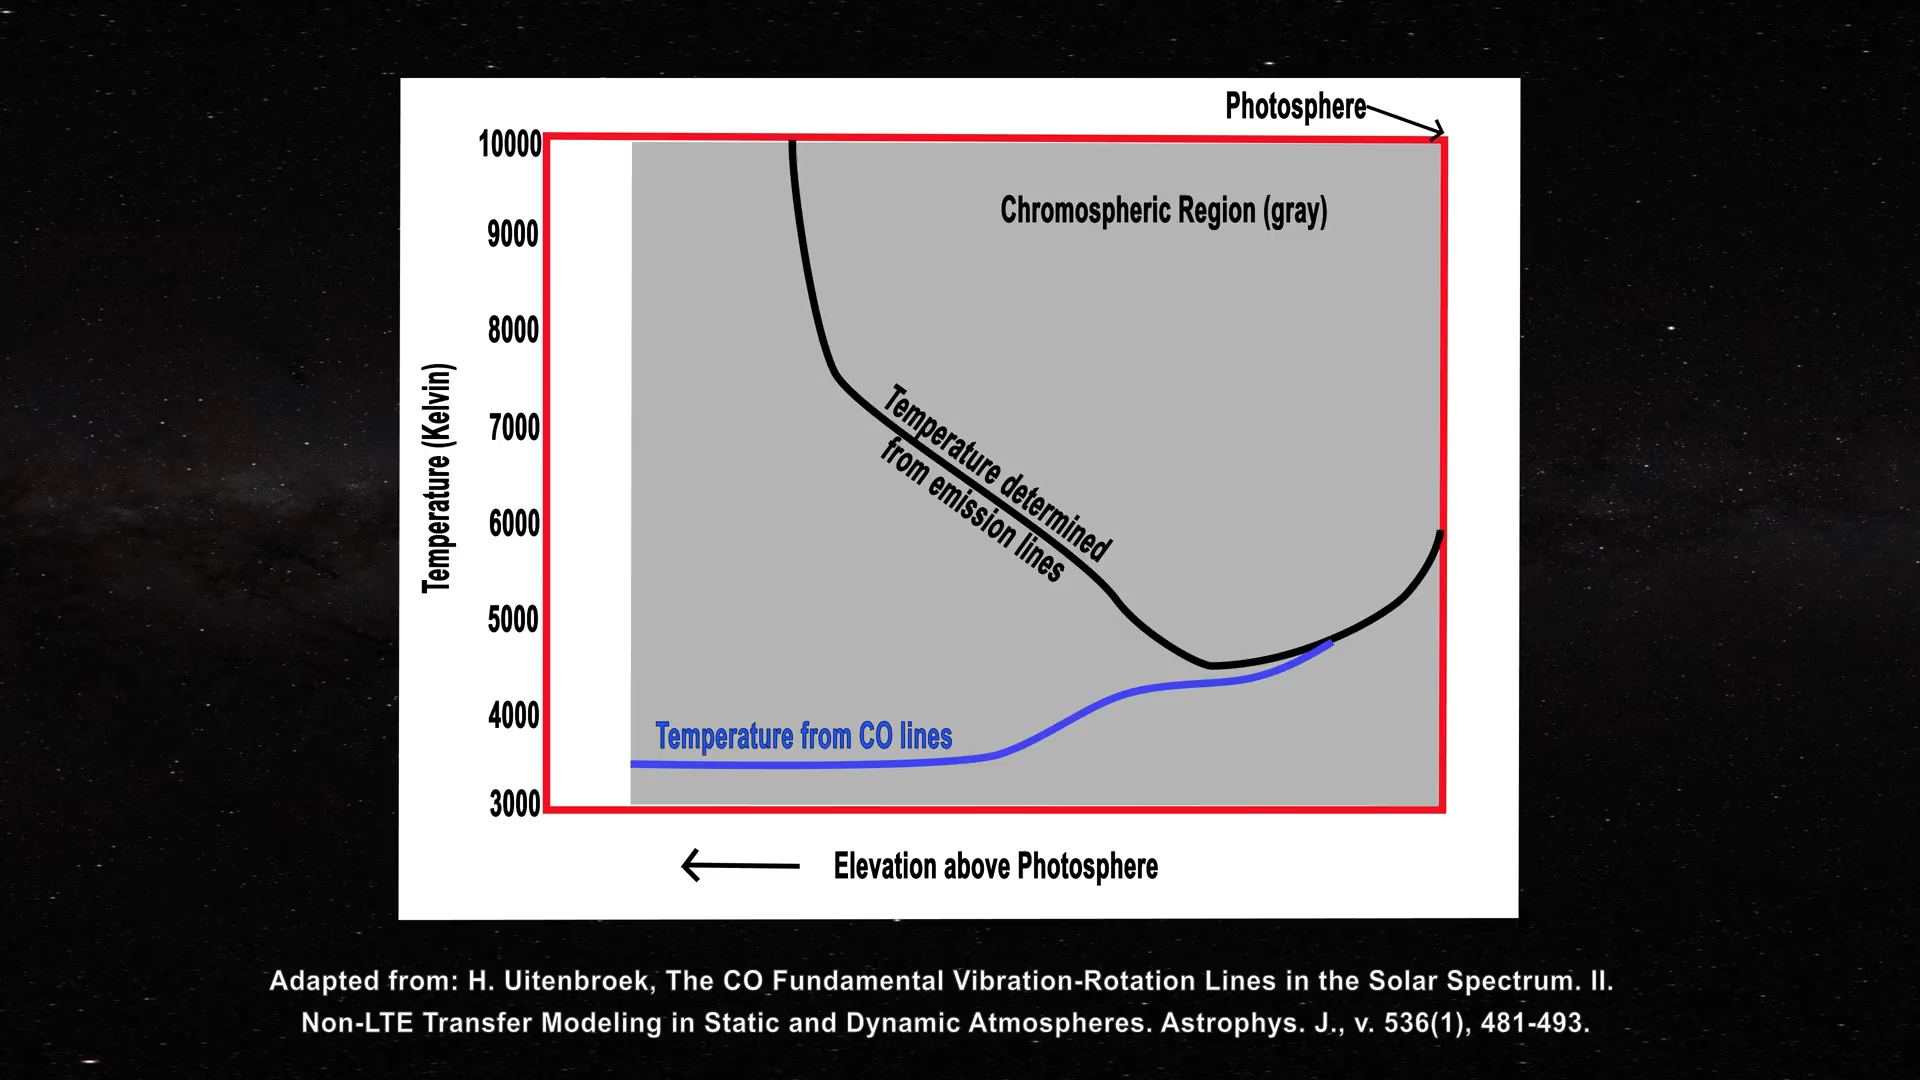 Photosphere
10000
Chromospheric Region (gray)
9000
8000
Temperature (Kelvin)
7000
Temperature determined
from emission lines
6000
5000
4000
Temperature from CO lines
3000
Elevation above Photosphere
Adapted from: H. Uitenbroek, The CO Fundamental Vibration-Rotation Lines in the Solar Spectrum. II.
Non-LTE Transfer Modeling in Static and Dynamic Atmospheres. Astrophys. J., v. 536(1), 481-493.